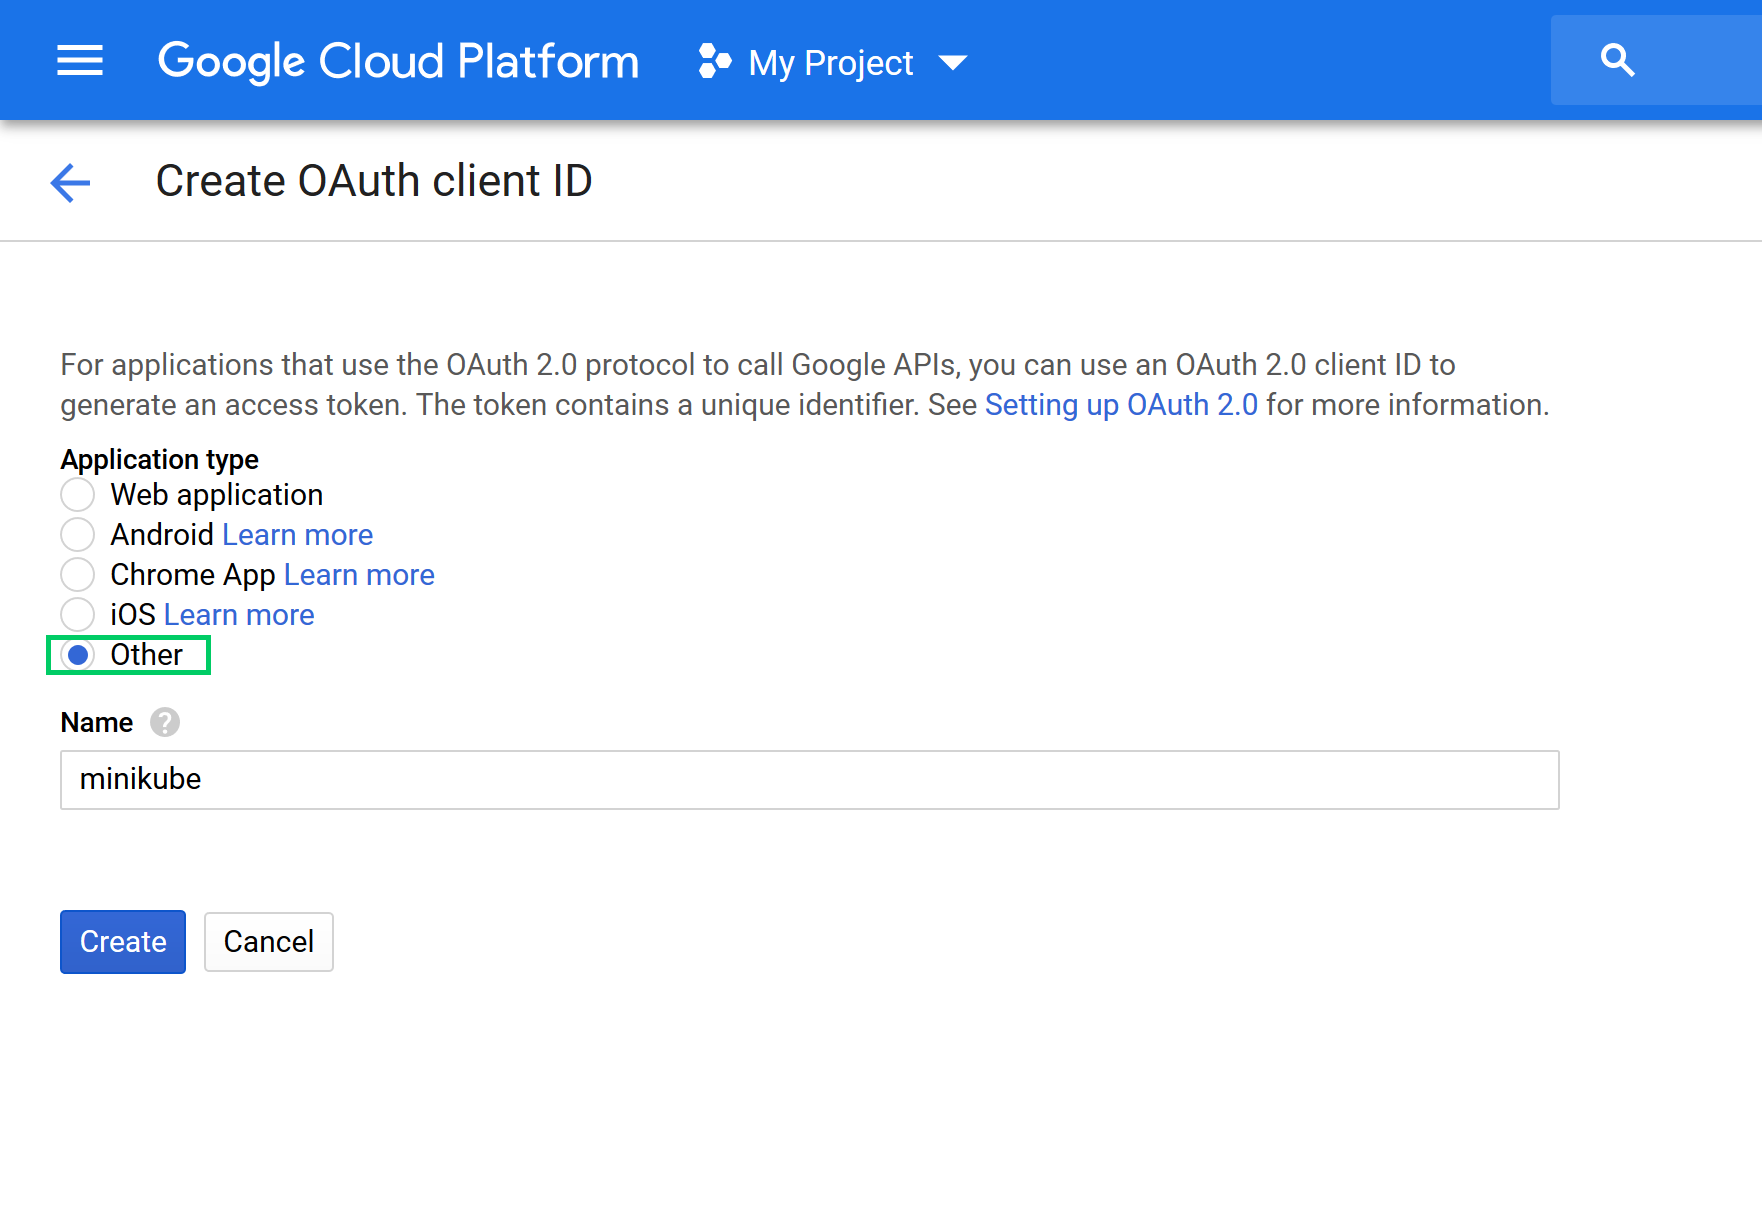 Google Cloud Platform My Project
Create OAuth client ID
For applications that use the OAuth 2.0 protocol to call Google APIs, you can use an OAuth 2.0 client ID to
generate an access token. The token contains a unique identifier. See Setting up OAuth 2.0 for more information.
Application type
Web application
Android Learn more
Chrome App Learn more
iOS Learn more
Other
Name ?
minikube
Create Cancel